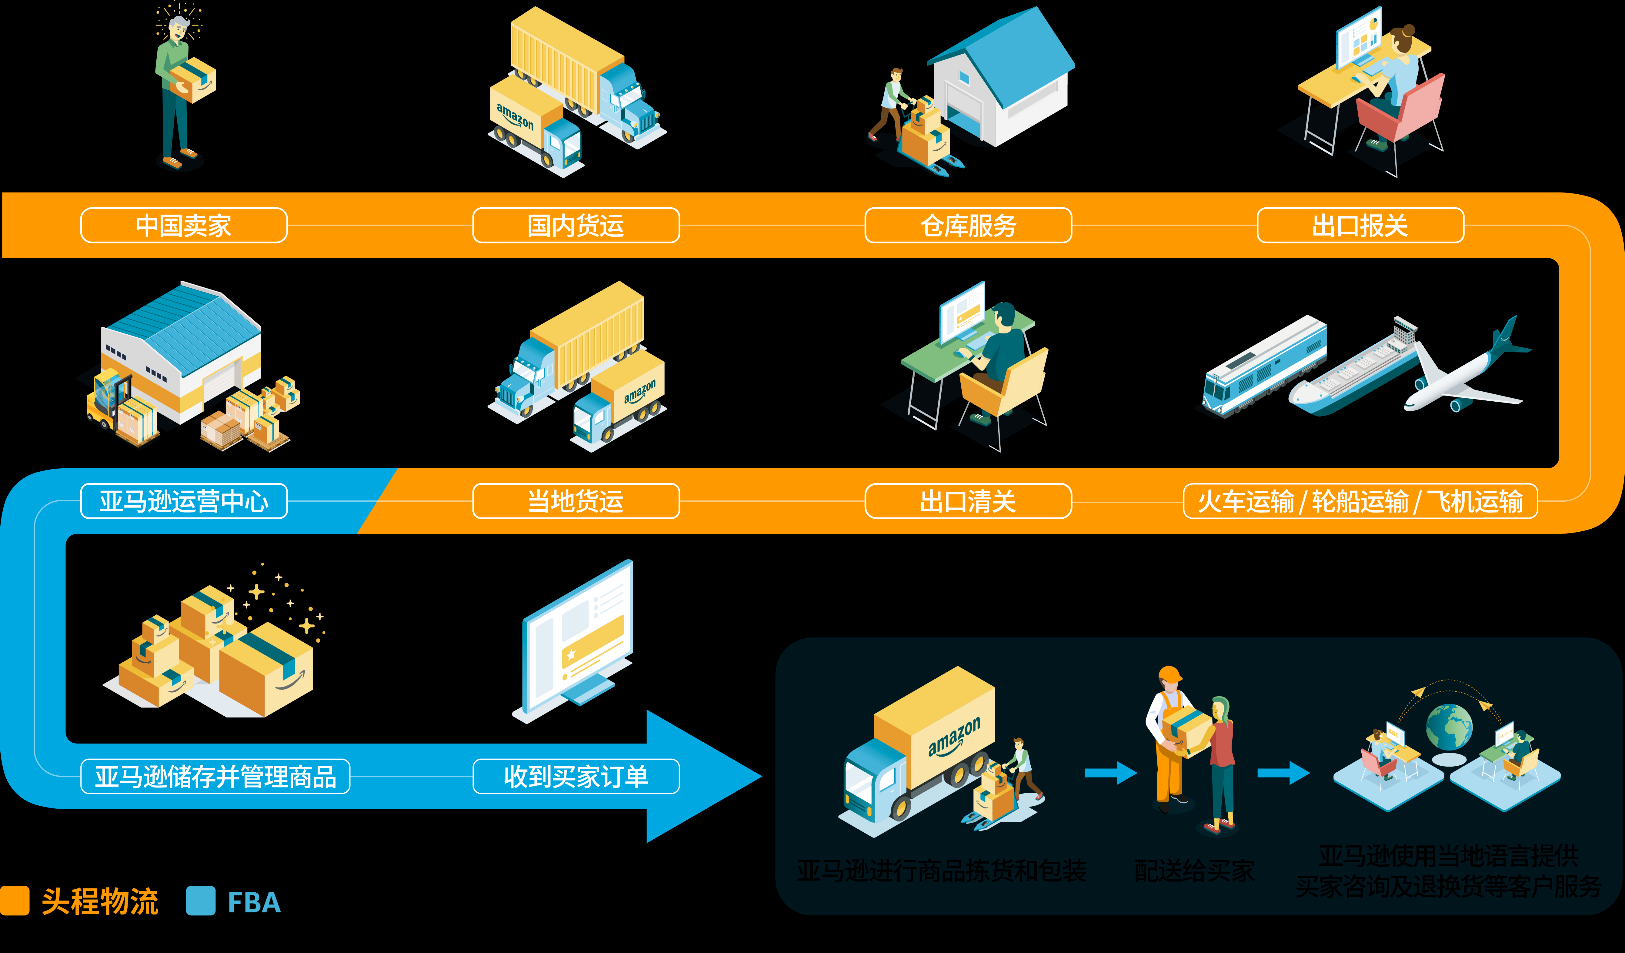 amazon
中国卖家
国内货运
仓库服务
出口报关
amazon
亚马逊运营中心
当地货运
出口清关
火车运输 / 轮船运输 / 飞机运输
亚马逊储存并管理商品
收到买家订单
amazon
亚马逊进行商品拣货和包装
配送给买家
亚马逊使用当地语言提供
买家咨询及退换货等客户服务
头程物流
FBA